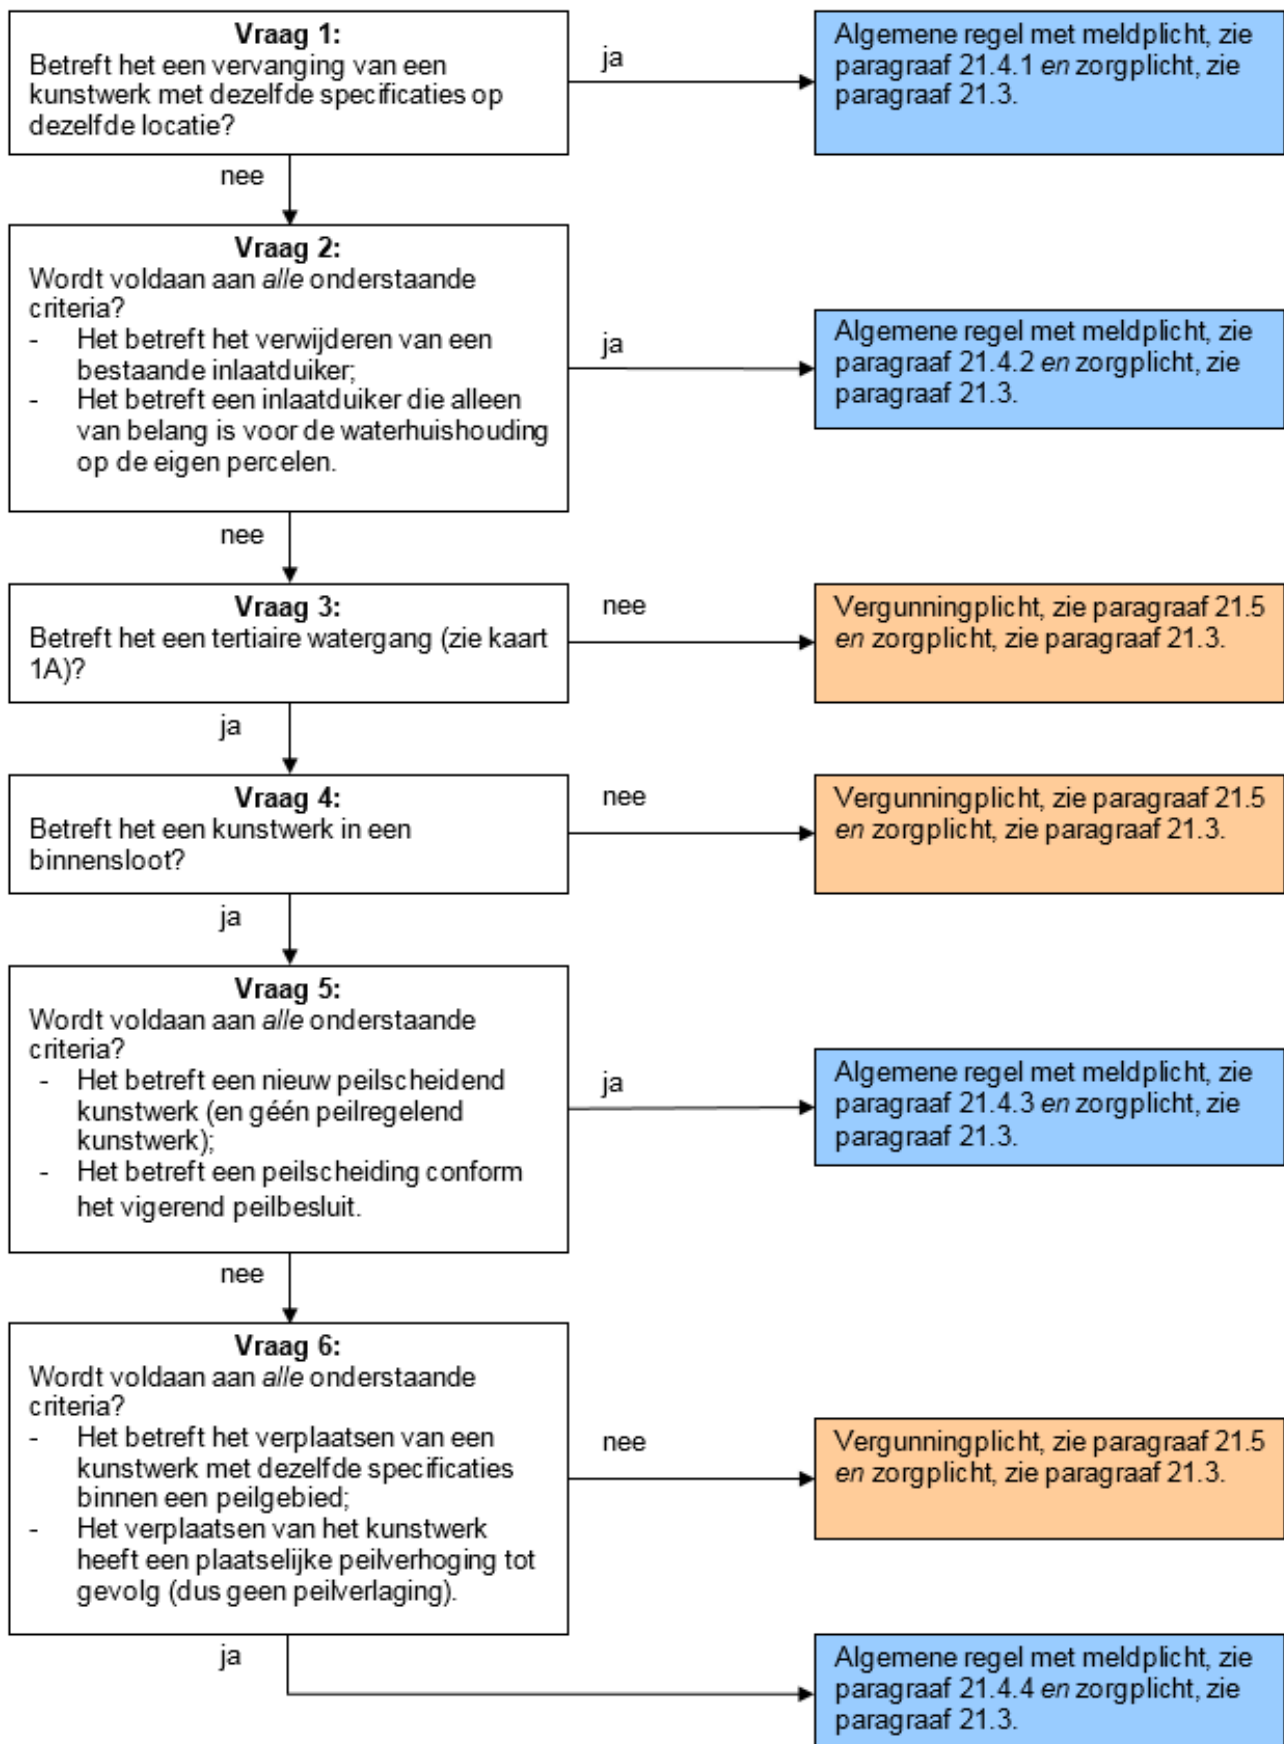 Vraag 1:
Betreft het een vervanging van een
kunstwerk met dezelfde specificaties op
dezelfde locatie?
ja
Algemene regel met meldplicht, zie
paragraaf 21.4.1 en zorgplicht, zie
paragraaf 21.3.
nee
Vraag 2:
Wordt voldaan aan alle onderstaande
criteria?
- Het betreft het verwijderen van een
bestaande inlaatduiker;
- Het betreft een inlaatduiker die alleen
van belang is voor de waterhuishouding
op de eigen percelen.
ja
Algemene regel met meldplicht, zie
paragraaf 21.4.2 en zorgplicht, zie
paragraaf 21.3.
nee
Vraag 3:
Betreft het een tertiaire watergang (zie kaart
1A)?
nee
Vergunningplicht, zie paragraaf 21.5
en zorgplicht, zie paragraaf 21.3.
ja
Vraag 4:
Betreft het een kunstwerk in een
binnensloot?
nee
Vergunningplicht, zie paragraaf 21.5
en zorgplicht, zie paragraaf 21.3.
ja
Vraag 5:
Wordt voldaan aan alle onderstaande
criteria?
- Het betreft een nieuw peilscheidend
kunstwerk (en géén peilregelend
kunstwerk);
- Het betreft een peilscheiding conform
het vigerend peilbesluit.
ja
Algemene regel met meldplicht, zie
paragraaf 21.4.3 en zorgplicht, zie
paragraaf 21.3.
nee
Vraag 6:
Wordt voldaan aan alle onderstaande
criteria?
- Het betreft het verplaatsen van een
kunstwerk met dezelfde specificaties
binnen een peilgebied;
- Het verplaatsen van het kunstwerk
heeft een plaatselijke peilverhoging tot
gevolg (dus geen peilverlaging).
nee
Vergunningplicht, zie paragraaf 21.5
en zorgplicht, zie paragraaf 21.3.
ja
Algemene regel met meldplicht, zie
paragraaf 21.4.4 en zorgplicht, zie
paragraaf 21.3.